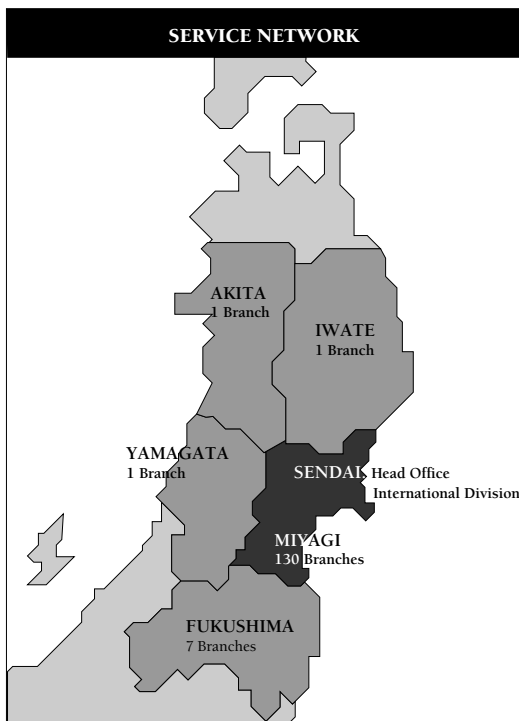 SERVICE NETWORK
AKITA
1 Branch
IWATE
1 Branch
YAMAGATA
1 Branch
SENDAI, Head Office
International Division
MIYAGI
130 Branches
FUKUSHIMA
7 Branches